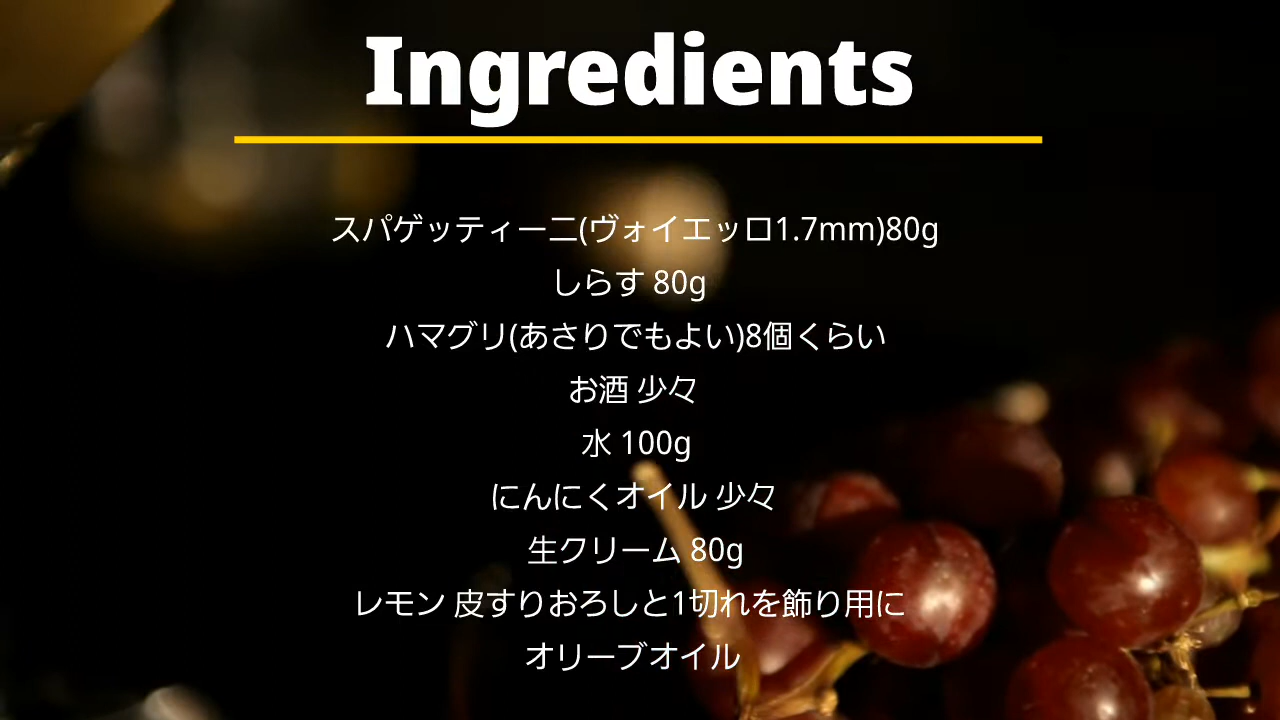 Ingredients
スパゲッティーニ(ヴォイエッロ1.7mm)80g
しらす 80g
ハマグリ(あさりでもよい)8個くらい
お酒 少々
水 100g
にんにくオイル 少々
生クリーム 80g
レモン 皮すりおろしと1切れを飾り用に
オリーブオイル